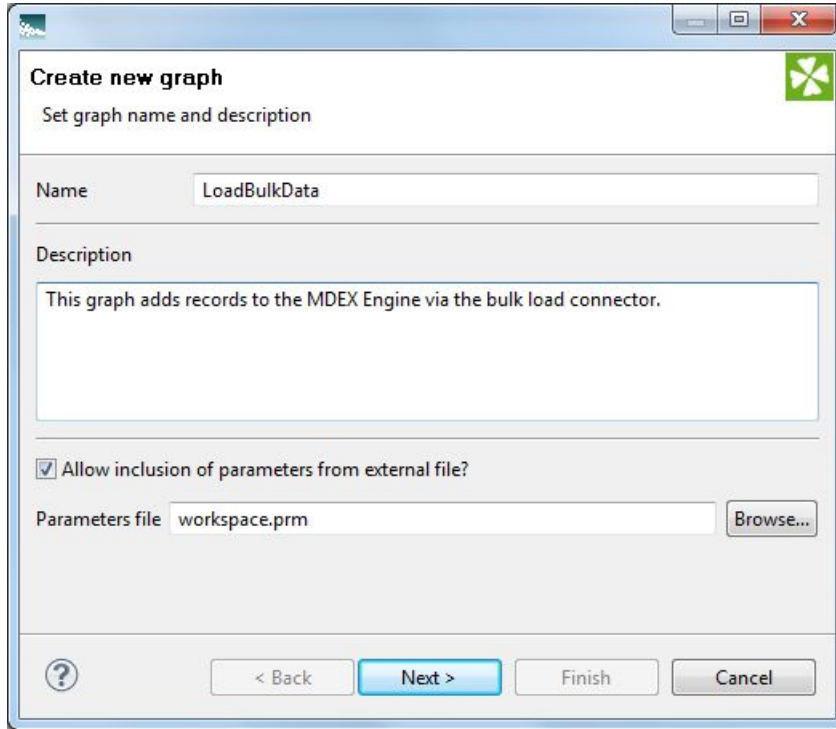 Create new graph
Set graph name and description
Name LoadBulkData
Description
This graph adds records to the MDEX Engine via the bulk load connector.
Allow inclusion of parameters from external file?
Parameters file workspace.prm Browse...
? < Back Next > Finish Cancel